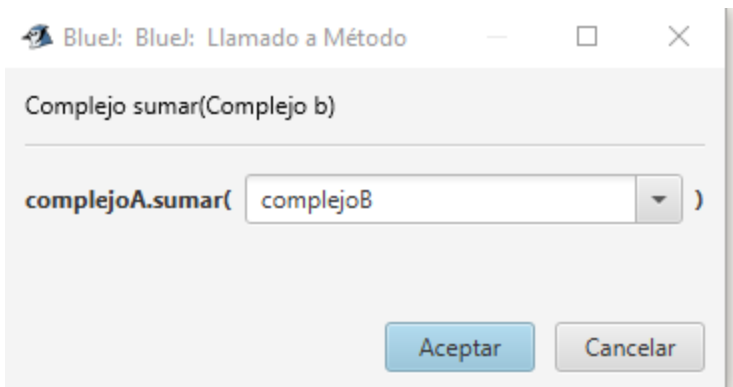 BlueJ: BlueJ: Llamado a Método
Complejo sumar(Complejo b)
complejoA.sumar( complejoB )
Aceptar Cancelar